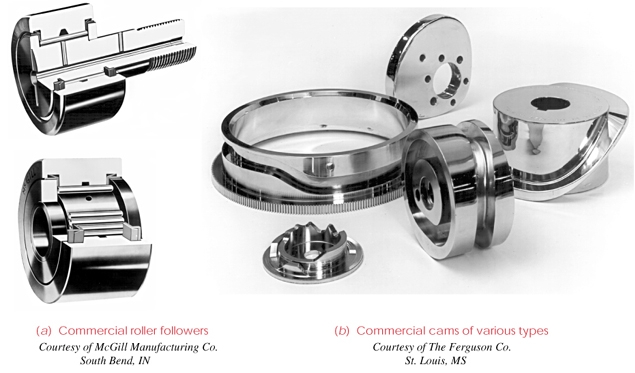 (a) Commercial roller followers
Courtesy of McGill Manufacturing Co.
South Bend, IN
(b) Commercial cams of various types
Courtesy of The Ferguson Co.
St. Louis, MS